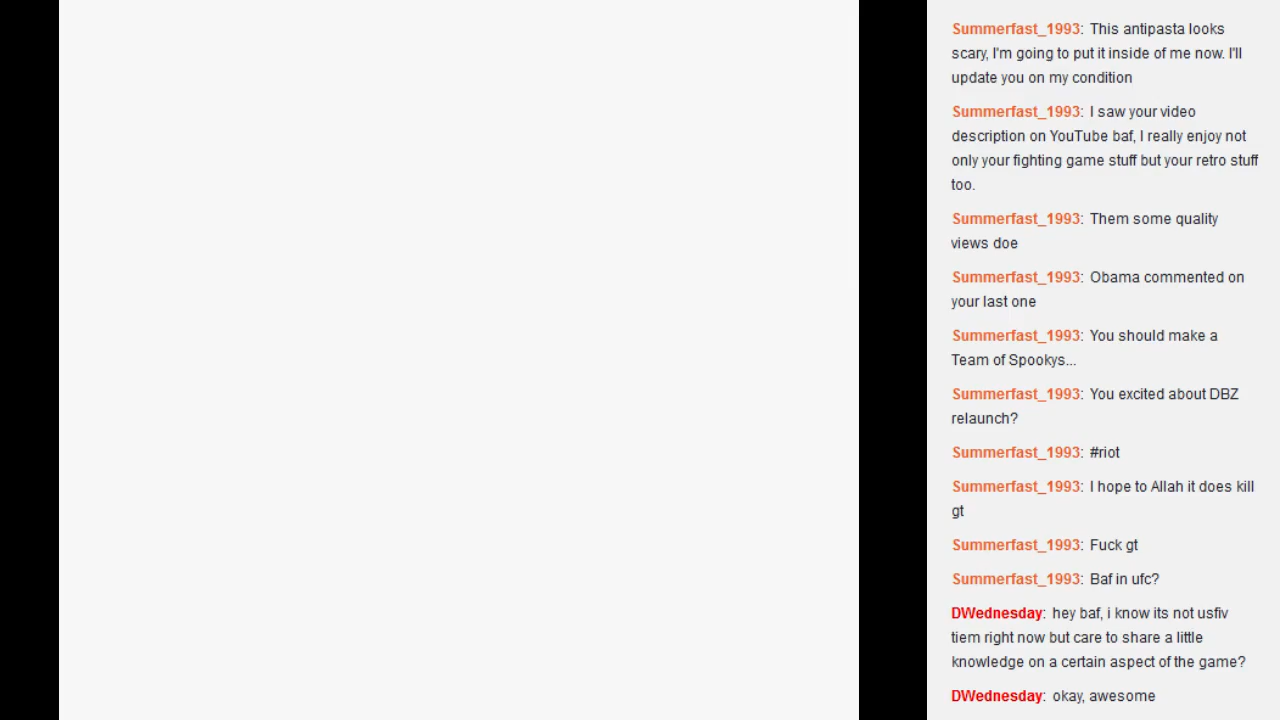 Summerfast_1993: This antipasta looks
scary, I'm going to put it inside of me now. I'll
update you on my condition
Summerfast_1993: I saw your video
description on YouTube baf, I really enjoy not
only your fighting game stuff but your retro stuff
too.
Summerfast_1993: Them some quality
views doe
Summerfast_1993: Obama commented on
your last one
Summerfast_1993: You should make a
Team of Spookys...
Summerfast_1993: You excited about DBZ
relaunch?
Summerfast_1993: #riot
Summerfast_1993: I hope to Allah it does kill
gt
Summerfast_1993: Fuck gt
Summerfast_1993: Baf in ufc?
DWednesday: hey baf, i know its not usfiv
tiem right now but care to share a little
knowledge on a certain aspect of the game?
DWednesday: okay, awesome